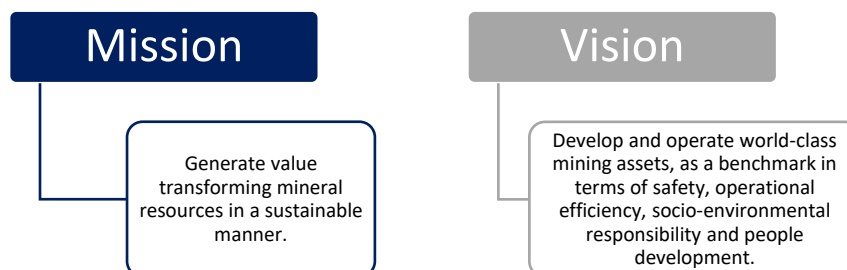 Mission
Generate value
transforming mineral
resources in a sustainable
manner.
Vision
Develop and operate world-class
mining assets, as a benchmark in
terms of safety, operational
efficiency, socio-environmental
responsibility and people
development.